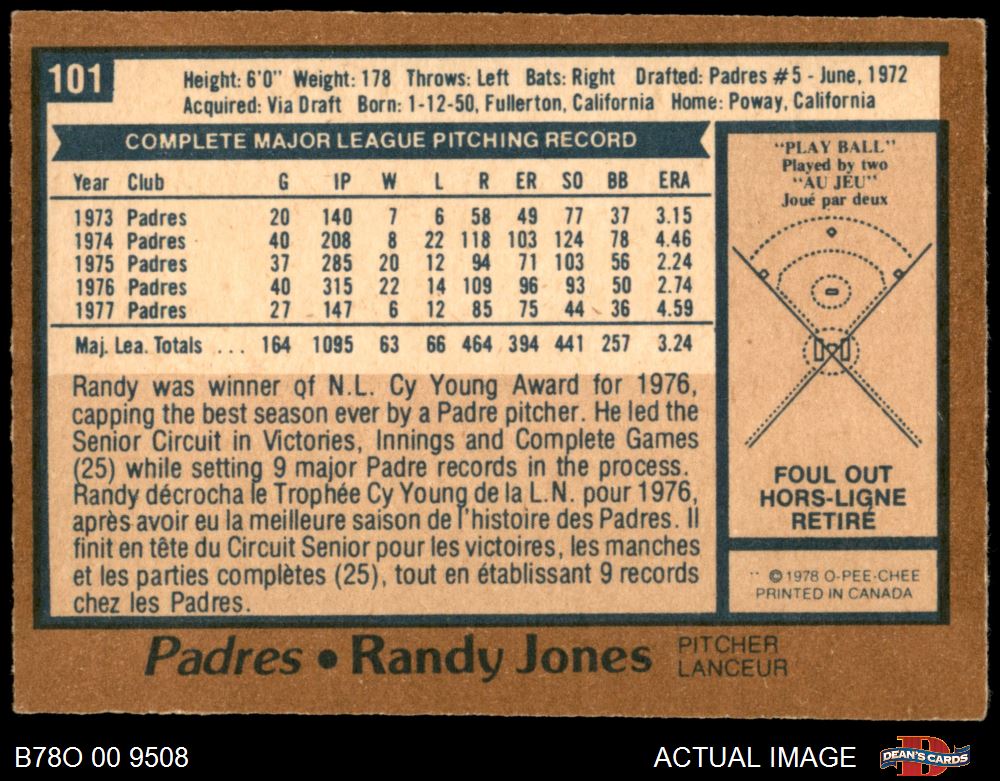 101
Height: 6'0" Weight: 178 Throws: Left Bats: Right Drafted: Padres #5 - June, 1972
Acquired: Via Draft Born: 1-12-50, Fullerton, California Home: Poway, California
COMPLETE MAJOR LEAGUE PITCHING RECORD
Year Club G IP W L R ER SO BB ERA
1973 Padres 20 140 7 6 58 49 77 37 3.15
1974 Padres 40 208 8 22 118 103 124 78 4.46
1975 Padres 37 285 20 12 94 71 103 56 2.24
1976 Padres 40 315 22 14 109 96 93 50 2.74
1977 Padres 27 147 6 12 85 75 44 36 4.59
Maj. Lea. Totals ... 164 1095 63 66 464 394 441 257 3.24
Randy was winner of N.L. Cy Young Award for 1976,
capping the best season ever by a Padre pitcher. He led the
Senior Circuit in Victories, Innings and Complete Games
(25) while setting 9 major Padre records in the process.
Randy décrocha le Trophée Cy Young de la L.N. pour 1976,
après avoir eu la meilleure saison de l'histoire des Padres. Il
finit en tête du Circuit Senior pour les victoires, les manches
et les parties complètes (25), tout en établissant 9 records
chez les Padres.
"PLAY BALL"
Played by two
"AU JEU"
Joué par deux
FOUL OUT
HORS-LIGNE
RETIRÉ
© 1978 O-PEE-CHEE
PRINTED IN CANADA
Padres • Randy Jones PITCHER
LANCEUR
B78O 00 9508
ACTUAL IMAGE
DEAN'S CARDS